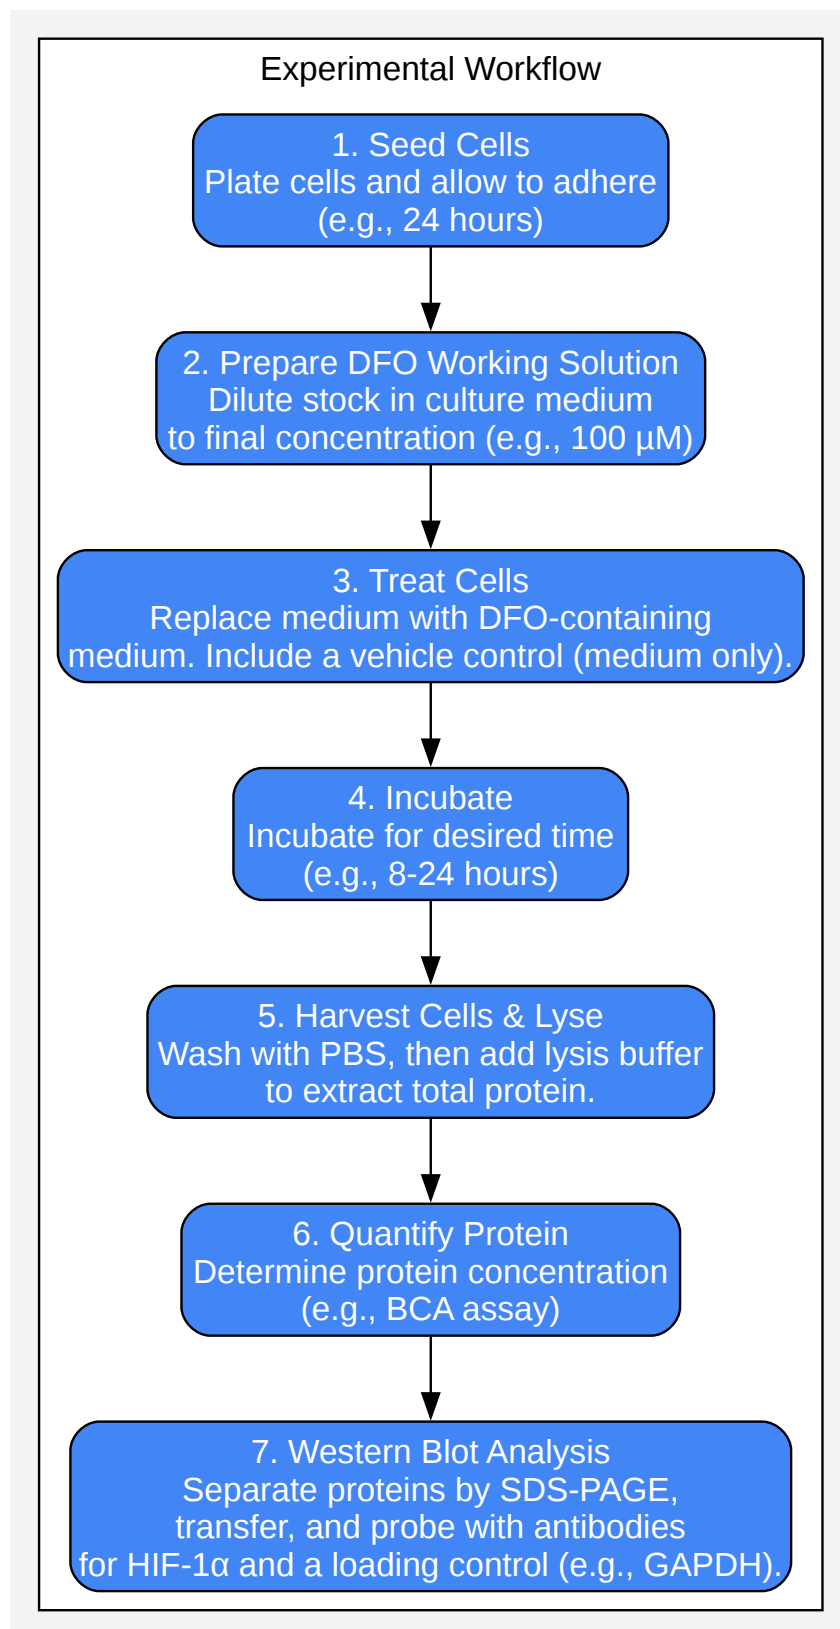 Experimental Workflow
1. Seed Cells
Plate cells and allow to adhere
(e.g., 24 hours)
2. Prepare DFO Working Solution
Dilute stock in culture medium
to final concentration (e.g., 100 µM)
3. Treat Cells
Replace medium with DFO-containing
medium. Include a vehicle control (medium only).
4. Incubate
Incubate for desired time
(e.g., 8-24 hours)
5. Harvest Cells & Lyse
Wash with PBS, then add lysis buffer
to extract total protein.
6. Quantify Protein
Determine protein concentration
(e.g., BCA assay)
7. Western Blot Analysis
Separate proteins by SDS-PAGE,
transfer, and probe with antibodies
for HIF-1α and a loading control (e.g., GAPDH).